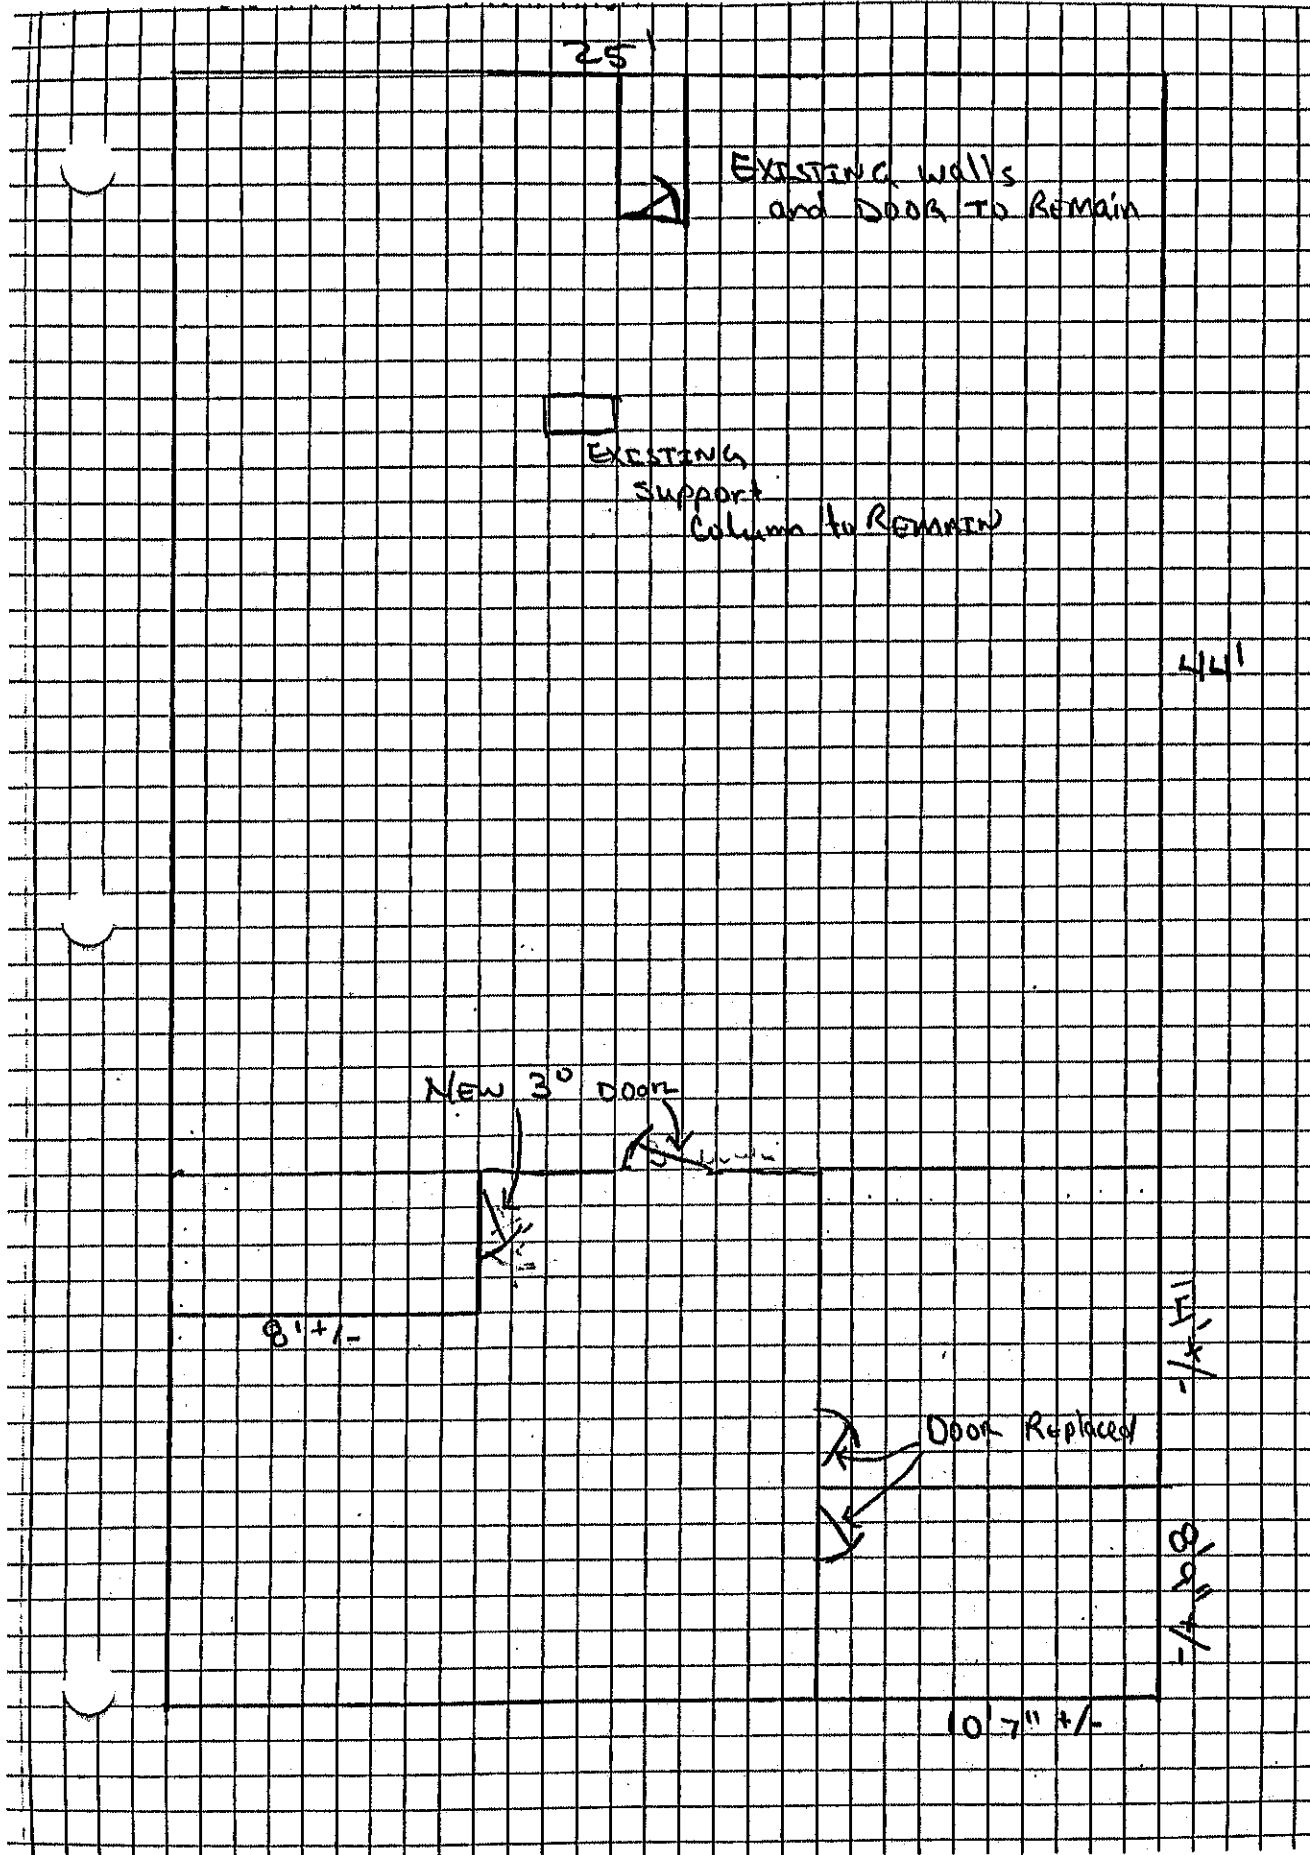 25'
EXISTING walls
and DOOR TO REMAIN
EXISTING
Support
Column to REMAIN
44'
NEW 3° DOOR
8' +/-
Door Replaced
10' 7" +/-